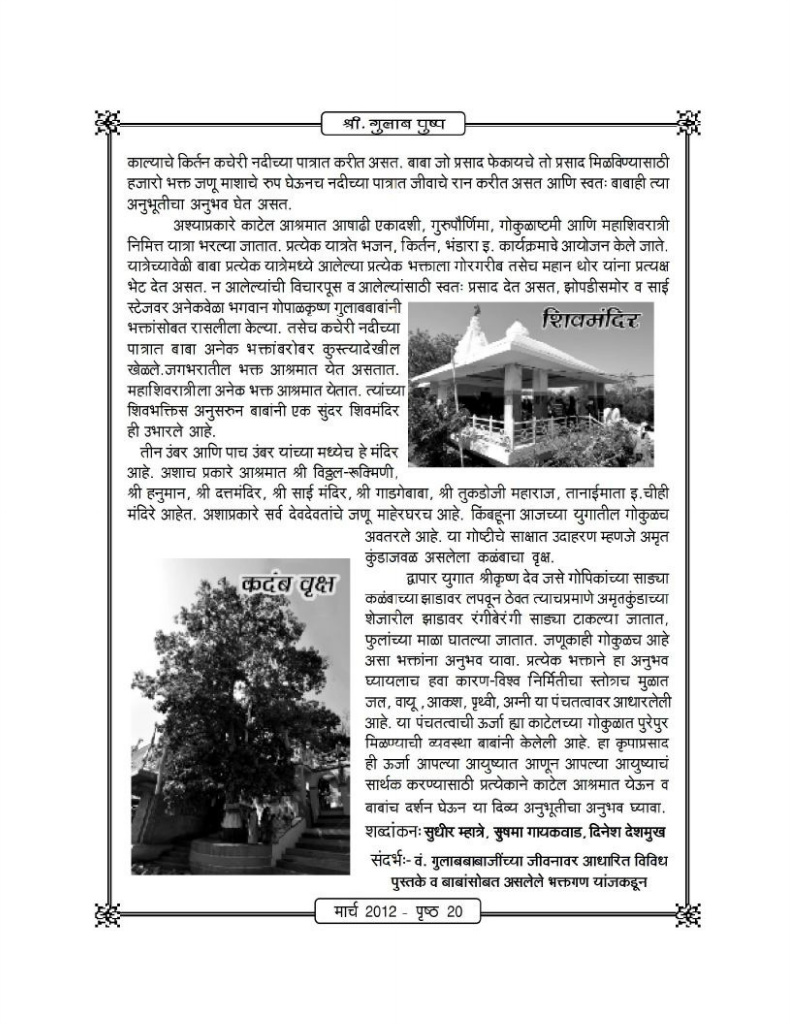 श्री. गुलाब पुष्प
काल्याचे किर्तन कचेरी नदीच्या पात्रात करीत असत. बाबा जो प्रसाद फेकायचे तो प्रसाद मिळविण्यासाठी
हजारो भक्त जणू माशाचे रुप घेऊनच नदीच्या पात्रात जीवाचे रान करीत असत आणि स्वतः बाबाही त्या
अनुभूतीचा अनुभव घेत असत.
अश्याप्रकारे काटेल आश्रमात आषाढी एकादशी, गुरुपौर्णिमा, गोकुळाष्टमी आणि महाशिवरात्री
निमित्त यात्रा भरल्या जातात. प्रत्येक यात्रते भजन, किर्तन, भंडारा इ. कार्यक्रमावे आयोजन केले जाते.
यात्रेच्यावेळी बाबा प्रत्येक यात्रेमध्ये आलेल्या प्रत्येक भक्ताला गोरगरीब तसेच महान थोर यांना प्रत्यक्ष
भेट देत असत. न आलेल्यांची विचारपूस व आलेल्यांसाठी स्वतः प्रसाद देत असत, झोपडीसमोर व साई
स्टेजवर अनेकवेळा भगवान गोपाळकृष्ण गुलाबबाबांनी
भक्तांसोबत रासलीला केल्या. तसेच कचेरी नदीच्या
पात्रात बाबा अनेक भक्तांबरोबर कुस्त्यादेखील
खेळले.जगभरातील भक्त आश्रमात येत असतात.
महाशिवरात्रीला अनेक भक्त आश्रमात येतात. त्यांच्या
शिवभक्तिस अनुसरुन बाबांनी एक सुंदर शिवमंदिर
ही उभारले आहे.
शिवमंदिर
तीन उंबर आणि पाच उंबर यांच्या मध्येच हे मंदिर
आहे. अशाच प्रकारे आश्रमात श्री विठ्ठल-रूक्मिणी,
श्री हनुमान, श्री दत्तमंदिर, श्री साई मंदिर, श्री गाडगेबाबा, श्री तुकडोजी महाराज, तानाईमाता इ.चीही
मंदिरे आहेत. अशाप्रकारे सर्व देवदेवतांचे जणू माहेरघरच आहे. किंबहूना आजच्या युगातील गोकुळच
अवतरले आहे. या गोष्टीचे साक्षात उदाहरण म्हणजे अमृत
कुंडाजवळ असलेला कळंबाचा वृक्ष.
कदंब वृक्ष
द्वापार युगात श्रीकृष्ण देव जसे गोपिकांच्या साड्या
कळंबाच्या झाडावर लपवून ठेवत त्याचप्रमाणे अमृतकुंडाच्या
शेजारील झाडावर रंगीबेरंगी साड्या टाकल्या जातात,
फुलांच्या माळा घातल्या जातात. जणूकाही गोकुळच आहे
असा भक्तांना अनुभव यावा. प्रत्येक भक्ताने हा अनुभव
घ्यायलाच हवा कारण-विश्व निर्मितीचा स्तोत्रच मुळात
जल, वायू ,आकश, पृथ्वी, अग्नी या पंचतत्वावर आधारलेली
आहे. या पंचतत्वाची ऊर्जा ह्या काटेलच्या गोकुळात पुरेपुर
मिळण्याची व्यवस्था बाबांनी केलेली आहे. हा कृपाप्रसाद
ही ऊर्जा आपल्या आयुष्यात आणून आपल्या आयुष्याचं
सार्थक करण्यासाठी प्रत्येकाने काटेल आश्रमात येऊन व
बाबांच दर्शन घेऊन या दिव्य अनुभूतीचा अनुभव घ्यावा.
शब्दांकनः सुधीर म्हात्रे, सुषमा गायकवाड, दिनेश देशमुख
संदर्भः- वं. गुलाबबाबाजींच्या जीवनावर आधारित विविध
पुस्तके व बाबांसोबत असलेले भक्तगण यांजकडून
मार्च 2012 - पृष्ठ 20